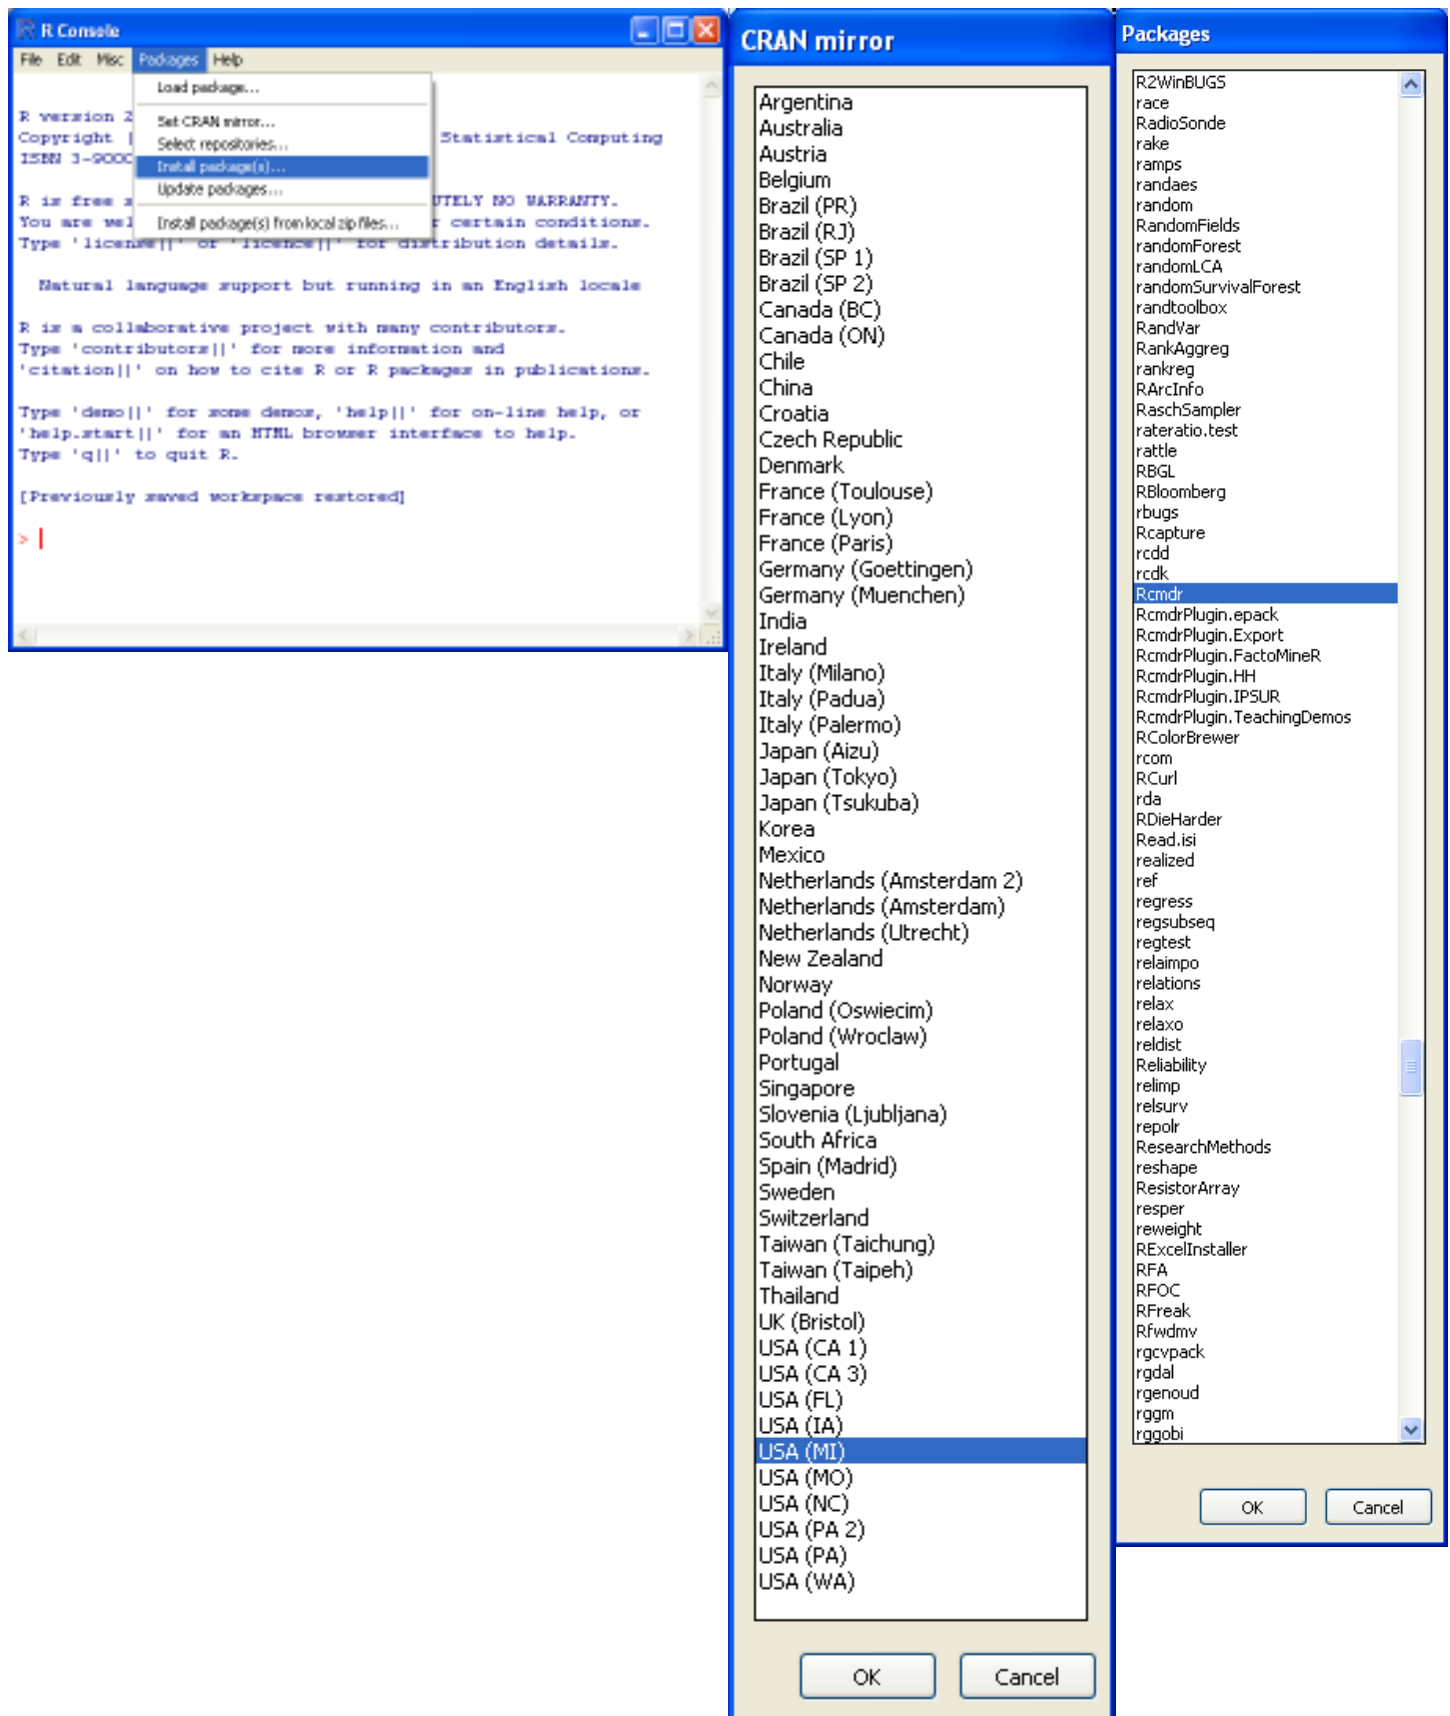 R Console
File Edit Misc Packages Help
Load package...
Set CRAN mirror...
Select repositories...
Install package(s)...
Update packages...
Install package(s) from local zip files...
R version 2
Copyright ( Statistical Computing
ISBN 3-9000
R is free s UTELY NO WARRANTY.
You are wel r certain conditions.
Type 'license()' or 'licence()' for distribution details.
Natural language support but running in an English locale
R is a collaborative project with many contributors.
Type 'contributors()' for more information and
'citation()' on how to cite R or R packages in publications.
Type 'demo()' for some demos, 'help()' for on-line help, or
'help.start()' for an HTML browser interface to help.
Type 'q()' to quit R.
[Previously saved workspace restored]
>
CRAN mirror
Argentina
Australia
Austria
Belgium
Brazil (PR)
Brazil (RJ)
Brazil (SP 1)
Brazil (SP 2)
Canada (BC)
Canada (ON)
Chile
China
Croatia
Czech Republic
Denmark
France (Toulouse)
France (Lyon)
France (Paris)
Germany (Goettingen)
Germany (Muenchen)
India
Ireland
Italy (Milano)
Italy (Padua)
Italy (Palermo)
Japan (Aizu)
Japan (Tokyo)
Japan (Tsukuba)
Korea
Mexico
Netherlands (Amsterdam 2)
Netherlands (Amsterdam)
Netherlands (Utrecht)
New Zealand
Norway
Poland (Oswiecim)
Poland (Wroclaw)
Portugal
Singapore
Slovenia (Ljubljana)
South Africa
Spain (Madrid)
Sweden
Switzerland
Taiwan (Taichung)
Taiwan (Taipeh)
Thailand
UK (Bristol)
USA (CA 1)
USA (CA 3)
USA (FL)
USA (IA)
USA (MI)
USA (MO)
USA (NC)
USA (PA 2)
USA (PA)
USA (WA)
OK Cancel
Packages
R2WinBUGS
race
RadioSonde
rake
ramps
randaes
random
RandomFields
randomForest
randomLCA
randomSurvivalForest
randtoolbox
RandVar
RankAggreg
rankreg
RArcInfo
RaschSampler
rateratio.test
rattle
RBGL
RBloomberg
rbugs
Rcapture
rcdd
rcdk
Rcmdr
RcmdrPlugin.epack
RcmdrPlugin.Export
RcmdrPlugin.FactoMineR
RcmdrPlugin.HH
RcmdrPlugin.IPSUR
RcmdrPlugin.TeachingDemos
RColorBrewer
rcom
RCurl
rda
RDieHarder
Read.isi
realized
ref
regress
regsubseq
regtest
relaimpo
relations
relax
relaxo
reldist
Reliability
relimp
relsurv
repolr
ResearchMethods
reshape
ResistorArray
resper
reweight
RExcelInstaller
RFA
RFOC
RFreak
Rfwdmv
rgcvpack
rgdal
rgenoud
rggm
rggobi
OK Cancel